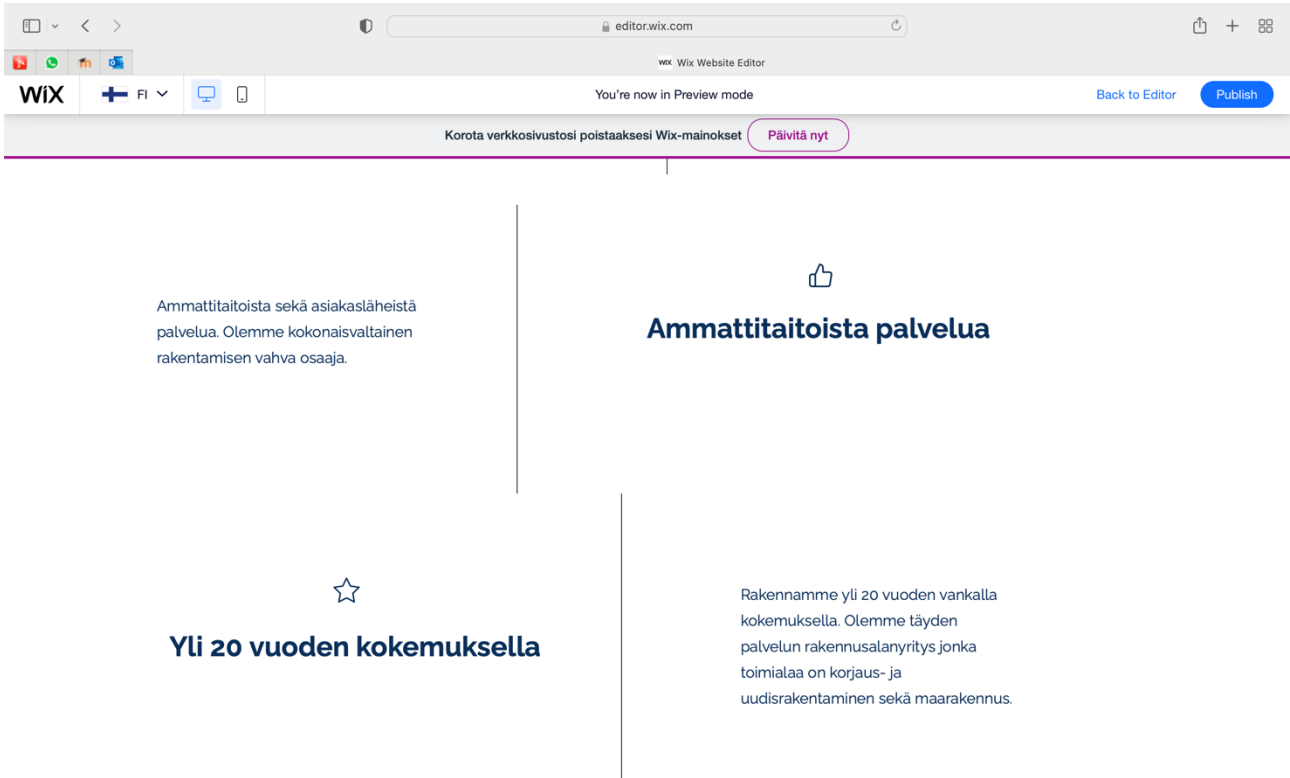 editor.wix.com
WIX Wix Website Editor
WiX FI You're now in Preview mode Back to Editor Publish
Korota verkkosivustosi poistaaksesi Wix-mainokset Päivitä nyt
Ammattitaitoista sekä asiakasläheistä
palvelua. Olemme kokonaisvaltainen
rakentamisen vahva osaaja.
Ammattitaitoista palvelua
Yli 20 vuoden kokemuksella
Rakennamme yli 20 vuoden vankalla
kokemuksella. Olemme täyden
palvelun rakennusalanyritys jonka
toimialaa on korjaus- ja
uudisrakentaminen sekä maarakennus.